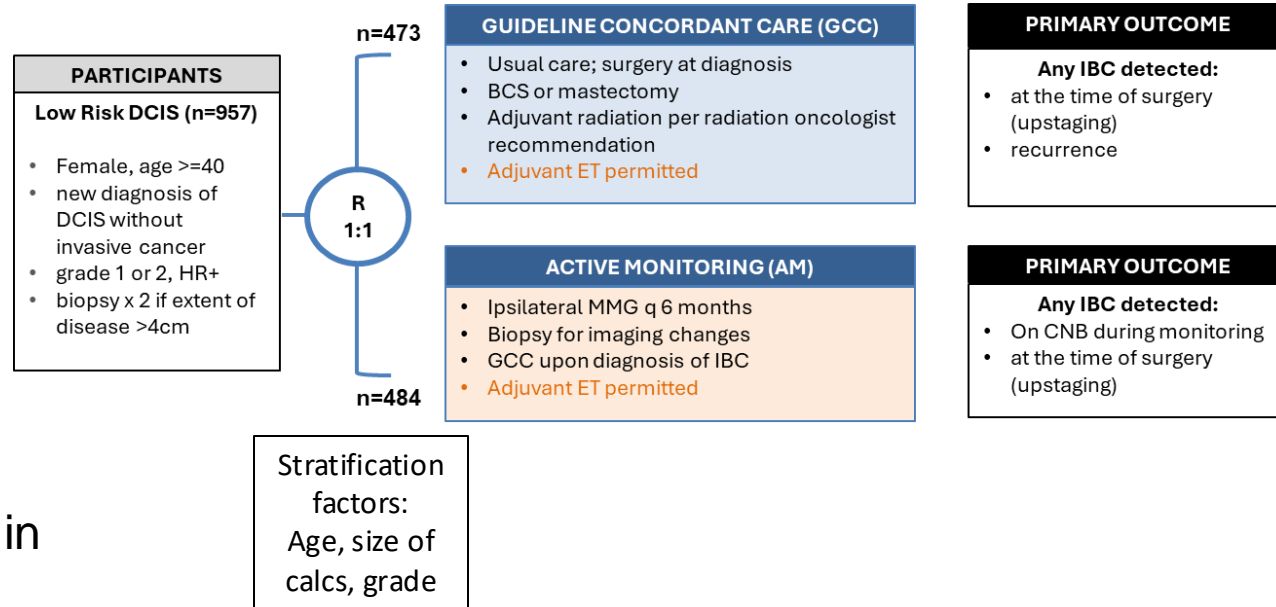 PARTICIPANTS
Low Risk DCIS (n=957)
• Female, age >=40
• new diagnosis of
DCIS without
invasive cancer
• grade 1 or 2, HR+
• biopsy x 2 if extent of
disease >4cm
R
1:1
n=473
GUIDELINE CONCORDANT CARE (GCC)
• Usual care; surgery at diagnosis
• BCS or mastectomy
• Adjuvant radiation per radiation oncologist
recommendation
• Adjuvant ET permitted
PRIMARY OUTCOME
Any IBC detected:
• at the time of surgery
(upstaging)
• recurrence
n=484
ACTIVE MONITORING (AM)
• Ipsilateral MMG q 6 months
• Biopsy for imaging changes
• GCC upon diagnosis of IBC
• Adjuvant ET permitted
PRIMARY OUTCOME
Any IBC detected:
• On CNB during monitoring
• at the time of surgery
(upstaging)
Stratification
factors:
Age, size of
calcs, grade
in